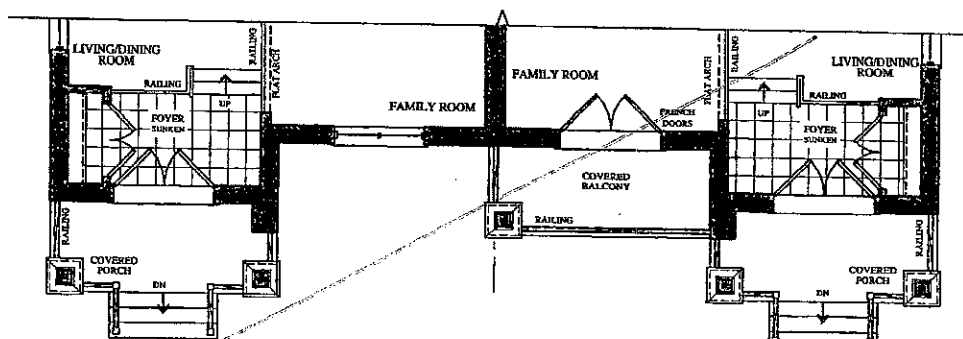 LIVING/DINING
ROOM
RAILING
RAILING
FLAT ARCH
UP
FOYER
SUNKEN
FAMILY ROOM
RAILING
COVERED
PORCH
DN
FAMILY ROOM
FRENCH
DOORS
FLAT ARCH
RAILING
COVERED
BALCONY
RAILING
LIVING/DINING
ROOM
RAILING
UP
FOYER
SUNKEN
RAILING
COVERED
PORCH
DN